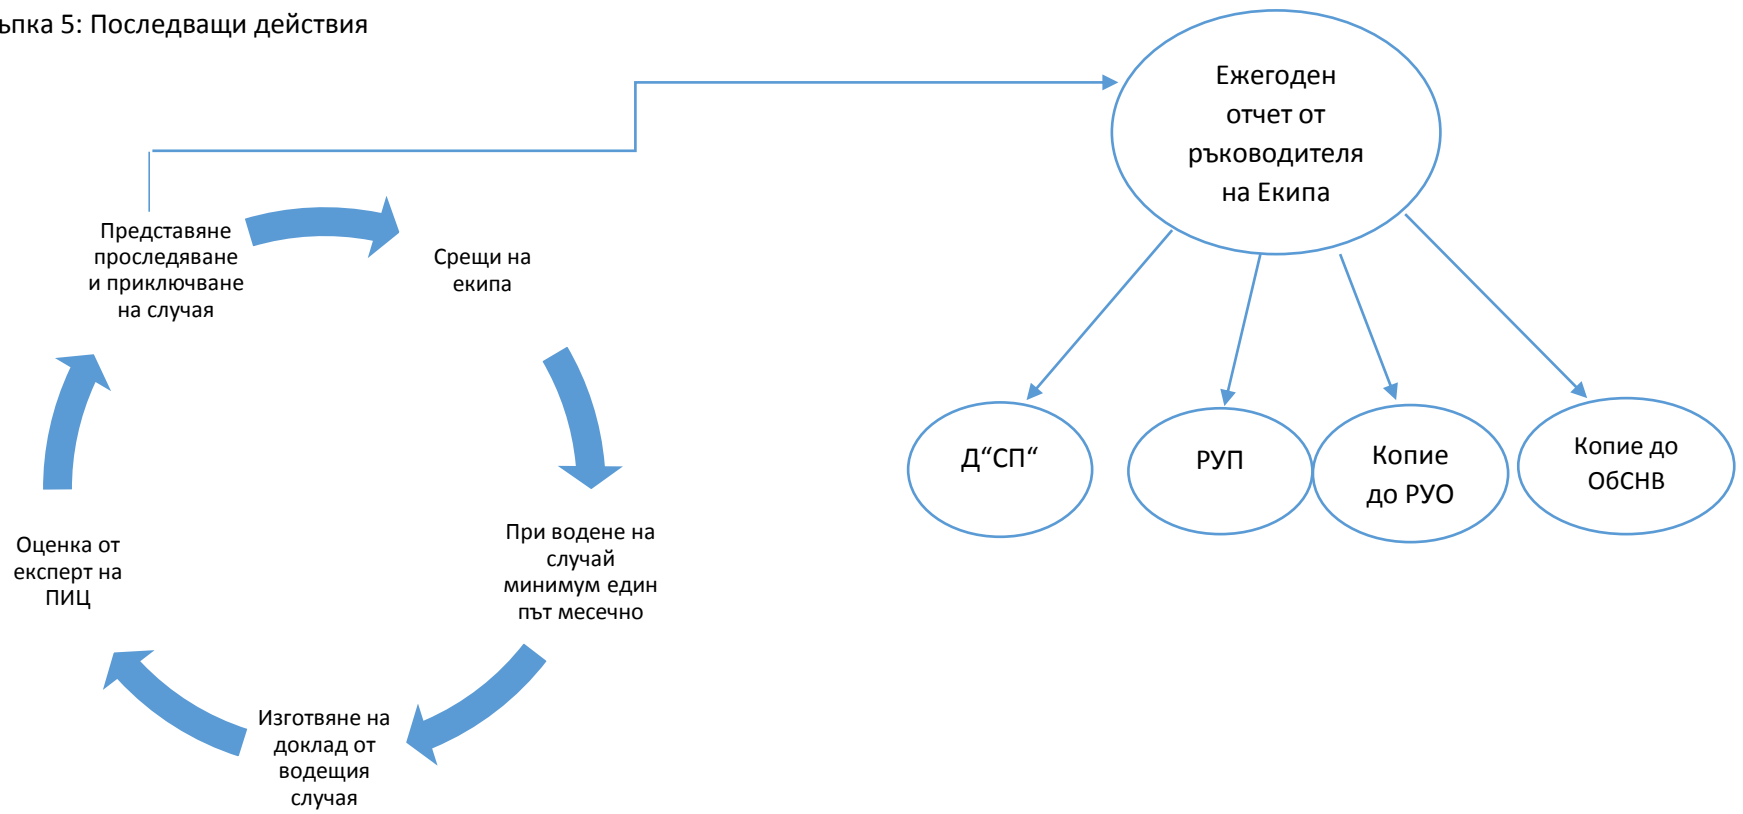 ъпка 5: Последващи действия
Ежегоден
отчет от
ръководителя
на Екипа
Представяне
проследяване
и приключване
на случая
Срещи на
екипа
При водене на
случай
минимум един
път месечно
Изготвяне на
доклад от
водещия
случая
Оценка от
експерт на
ПИЦ
Д“СП“
РУП
Копие
до РУО
Копие до
ОбСНВ